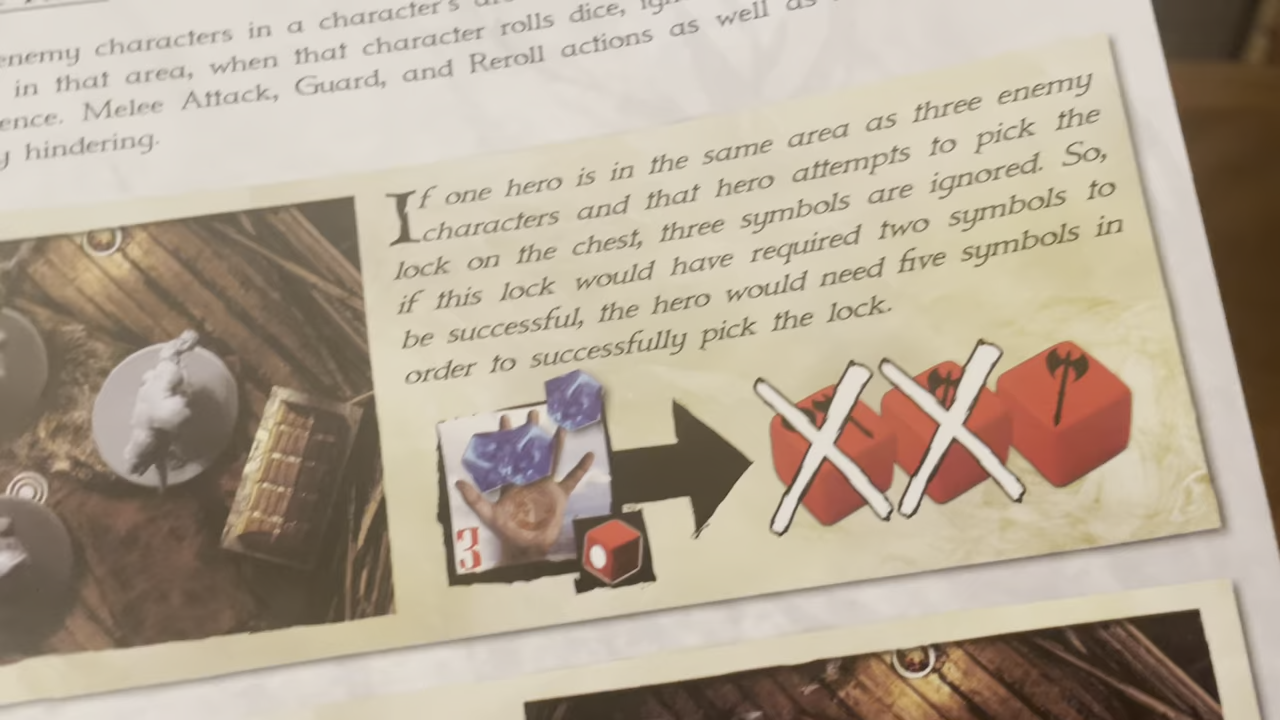 enemy characters in a character's
in that area, when that character rolls dice,
ence. Melee Attack, Guard, and Reroll actions as well as
y hindering.
If one hero is in the same area as three enemy
characters and that hero attempts to pick the
lock on the chest, three symbols are ignored. So,
if this lock would have required two symbols to
be successful, the hero would need five symbols in
order to successfully pick the lock.
3